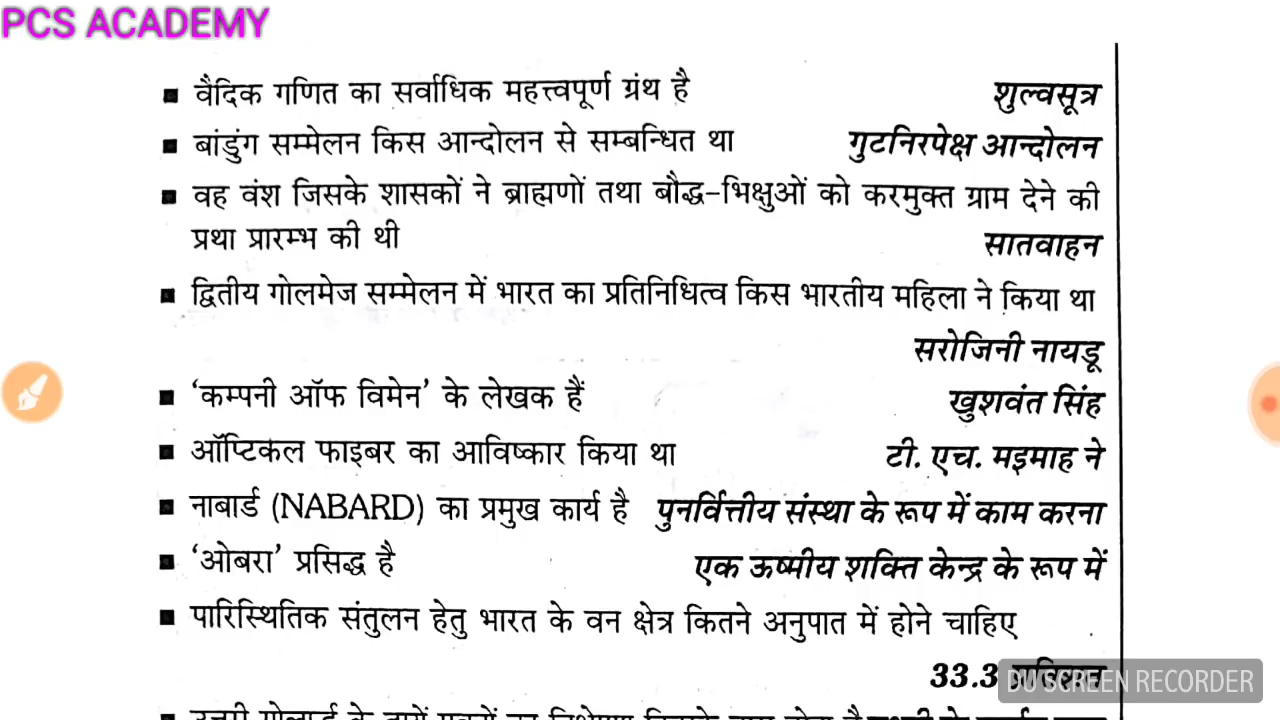 PCS ACADEMY
▪ वैदिक गणित का सर्वाधिक महत्त्वपूर्ण ग्रंथ है शुल्वसूत्र
▪ बांडुंग सम्मेलन किस आन्दोलन से सम्बन्धित था गुटनिरपेक्ष आन्दोलन
▪ वह वंश जिसके शासकों ने ब्राह्मणों तथा बौद्ध-भिक्षुओं को करमुक्त ग्राम देने की
प्रथा प्रारम्भ की थी सातवाहन
▪ द्वितीय गोलमेज सम्मेलन में भारत का प्रतिनिधित्व किस भारतीय महिला ने किया था
सरोजिनी नायडू
▪ ‘कम्पनी ऑफ विमेन’ के लेखक हैं खुशवंत सिंह
▪ ऑप्टिकल फाइबर का आविष्कार किया था टी. एच. मइमाह ने
▪ नाबार्ड (NABARD) का प्रमुख कार्य है पुनर्वित्तीय संस्था के रूप में काम करना
▪ ‘ओबरा’ प्रसिद्ध है एक ऊष्मीय शक्ति केन्द्र के रूप में
▪ पारिस्थितिक संतुलन हेतु भारत के वन क्षेत्र कितने अनुपात में होने चाहिए
33.3 प्रतिशत
DU SCREEN RECORDER